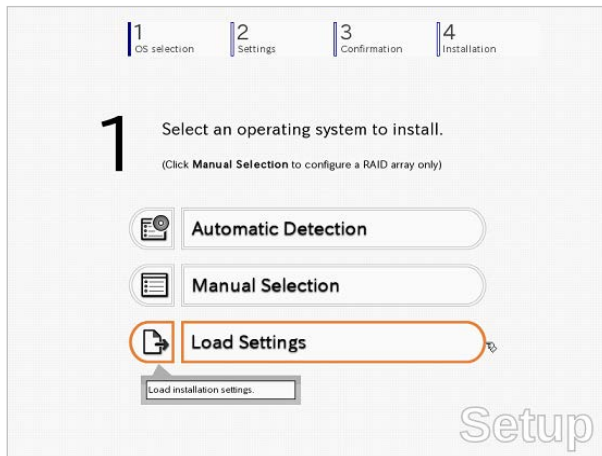 1
OS selection
2
Settings
3
Confirmation
4
Installation
1
Select an operating system to install.
(Click Manual Selection to configure a RAID array only)
Automatic Detection
Manual Selection
Load Settings
Load installation settings.
Setup